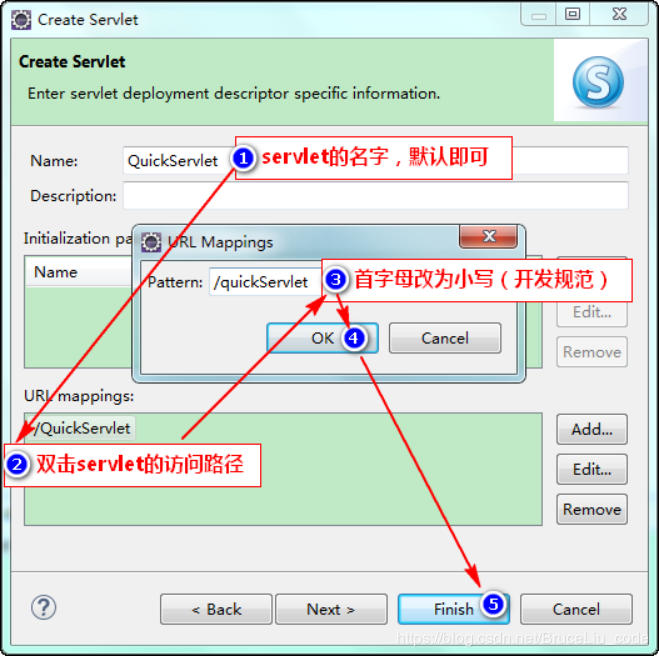 Create Servlet
Create Servlet
Enter servlet deployment descriptor specific information.
S
Name: QuickServlet 1 servlet的名字，默认即可
Description:
Initialization pa
URL Mappings
Name
Pattern: /quickServlet 3 首字母改为小写（开发规范）
Edit...
OK 4 Cancel
Remove
URL mappings:
/QuickServlet
Add...
2 双击servlet的访问路径
Edit...
Remove
? < Back Next > Finish 5 Cancel
https://blog.csdn.net/BruceLiu_code